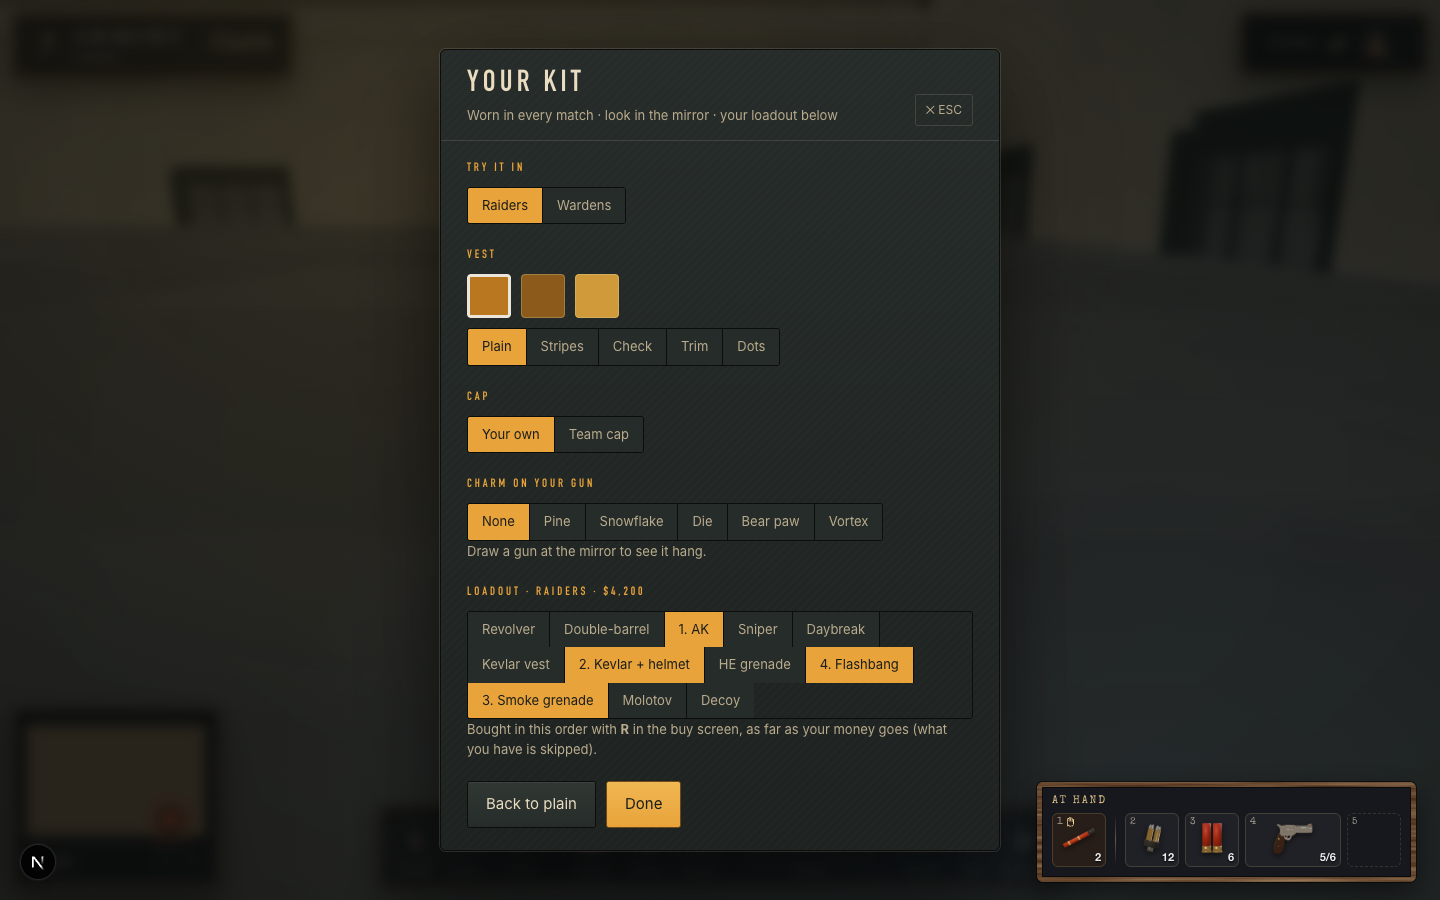 YOUR KIT
Worn in every match · look in the mirror · your loadout below
× ESC
TRY IT IN
Raiders Wardens
VEST
Plain Stripes Check Trim Dots
CAP
Your own Team cap
CHARM ON YOUR GUN
None Pine Snowflake Die Bear paw Vortex
Draw a gun at the mirror to see it hang.
LOADOUT · RAIDERS · $4,200
Revolver Double-barrel 1. AK Sniper Daybreak
Kevlar vest 2. Kevlar + helmet HE grenade 4. Flashbang
3. Smoke grenade Molotov Decoy
Bought in this order with R in the buy screen, as far as your money goes (what
you have is skipped).
Back to plain Done
AT HAND
1 2 3 4 5
2 12 6 5/6
N